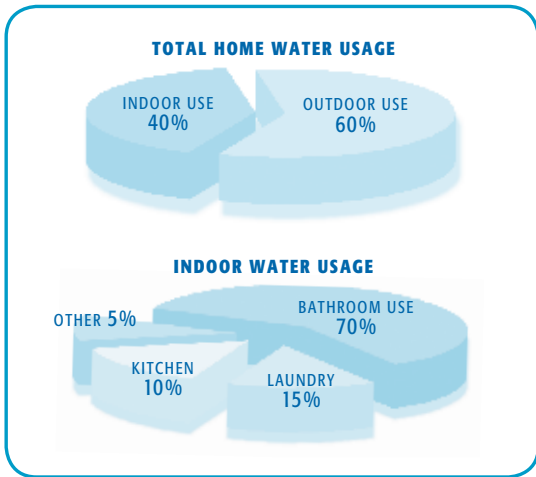 TOTAL HOME WATER USAGE
INDOOR USE
40%
OUTDOOR USE
60%
INDOOR WATER USAGE
BATHROOM USE
70%
OTHER 5%
KITCHEN
10%
LAUNDRY
15%